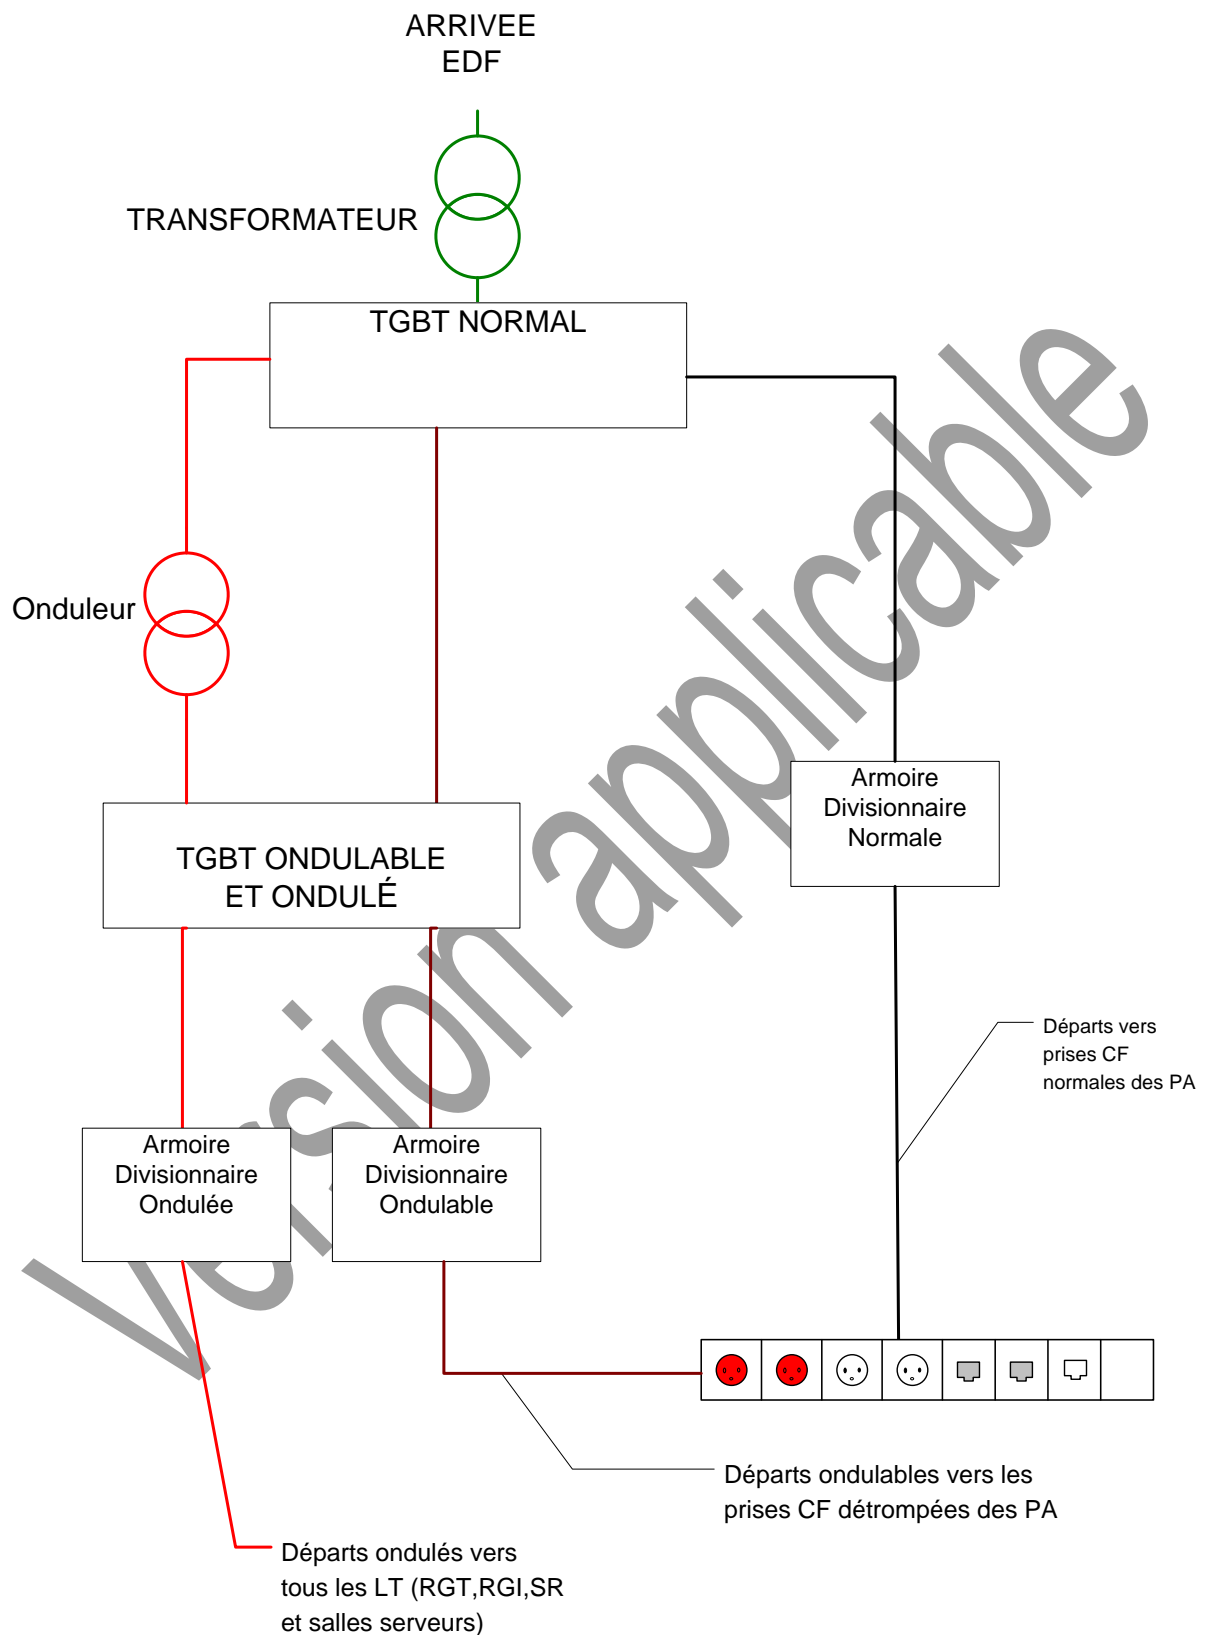 ARRIVEE
EDF
TRANSFORMATEUR
TGBT NORMAL
Onduleur
Armoire
Divisionnaire
Normale
TGBT ONDULABLE
ET ONDULÉ
Départs vers
prises CF
normales des PA
Armoire
Divisionnaire
Ondulée
Armoire
Divisionnaire
Ondulable
Départs ondulables vers les
prises CF détrompées des PA
Départs ondulés vers
tous les LT (RGT,RGI,SR
et salles serveurs)
Version applicable